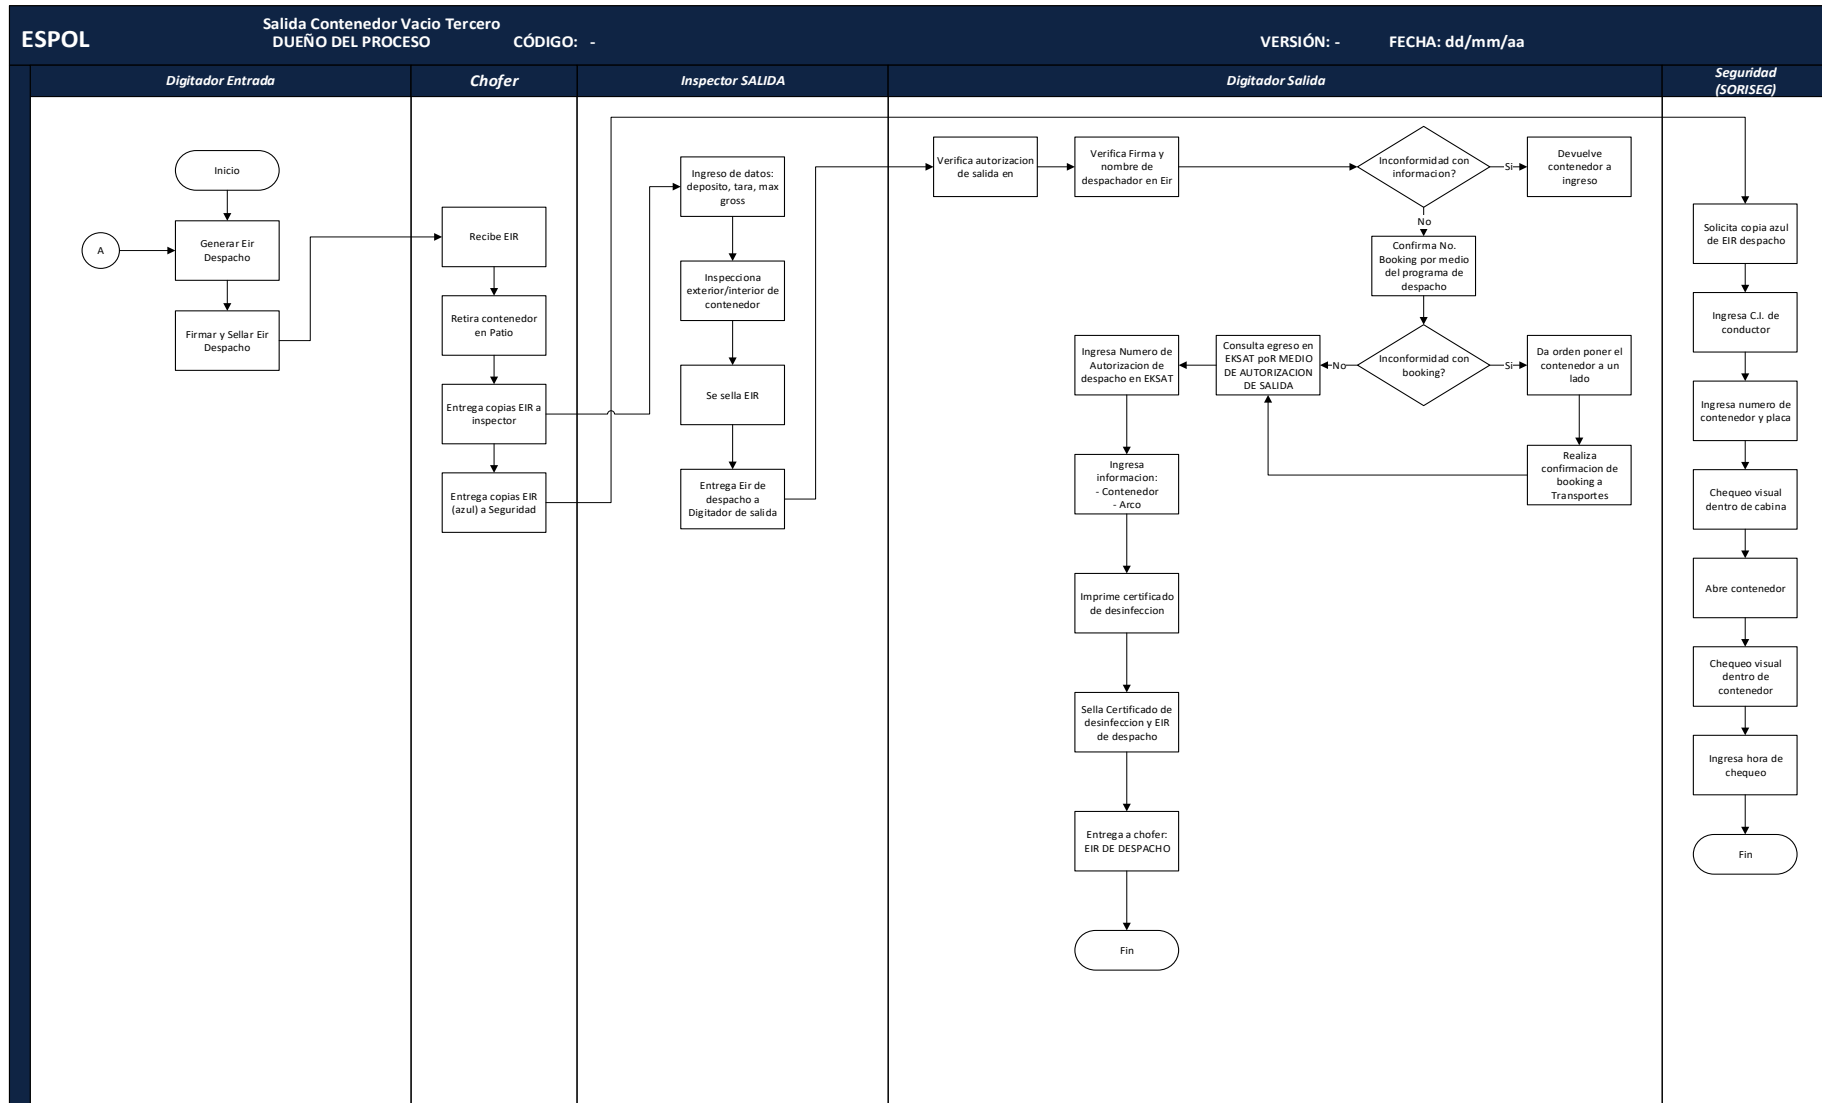 ESPOL
Salida Contenedor Vacio Tercero
DUEÑO DEL PROCESO
CÓDIGO: -
VERSIÓN: -
FECHA: dd/mm/aa
Digitador Entrada
Chofer
Inspector SALIDA
Digitador Salida
Seguridad
(SORISEG)
Inicio
A
Generar Eir
Despacho
Firmar y Sellar Eir
Despacho
Recibe EIR
Retira contenedor
en Patio
Entrega copias EIR a
inspector
Entrega copias EIR
(azul) a Seguridad
Ingreso de datos:
deposito, tara, max
gross
Inspecciona
exterior/interior de
contenedor
Se sella EIR
Entrega Eir de
despacho a
Digitador de salida
Verifica autorizacion
de salida en
Verifica Firma y
nombre de
despachador en Eir
Inconformidad con
informacion?
Si
Devuelve
contenedor a
ingreso
No
Confirma No.
Booking por medio
del programa de
despacho
Inconformidad con
booking?
Si
Da orden poner el
contenedor a un
lado
Realiza
confirmacion de
booking a
Transportes
No
Consulta egreso en
EKSAT poR MEDIO
DE AUTORIZACION
DE SALIDA
Ingresa Numero de
Autorizacion de
despacho en EKSAT
Ingresa
informacion:
- Contenedor
- Arco
Imprime certificado
de desinfeccion
Sella Certificado de
desinfeccion y EIR
de despacho
Entrega a chofer:
EIR DE DESPACHO
Fin
Solicita copia azul
de EIR despacho
Ingresa C.I. de
conductor
Ingresa numero de
contenedor y placa
Chequeo visual
dentro de cabina
Abre contenedor
Chequeo visual
dentro de
contenedor
Ingresa hora de
chequeo
Fin